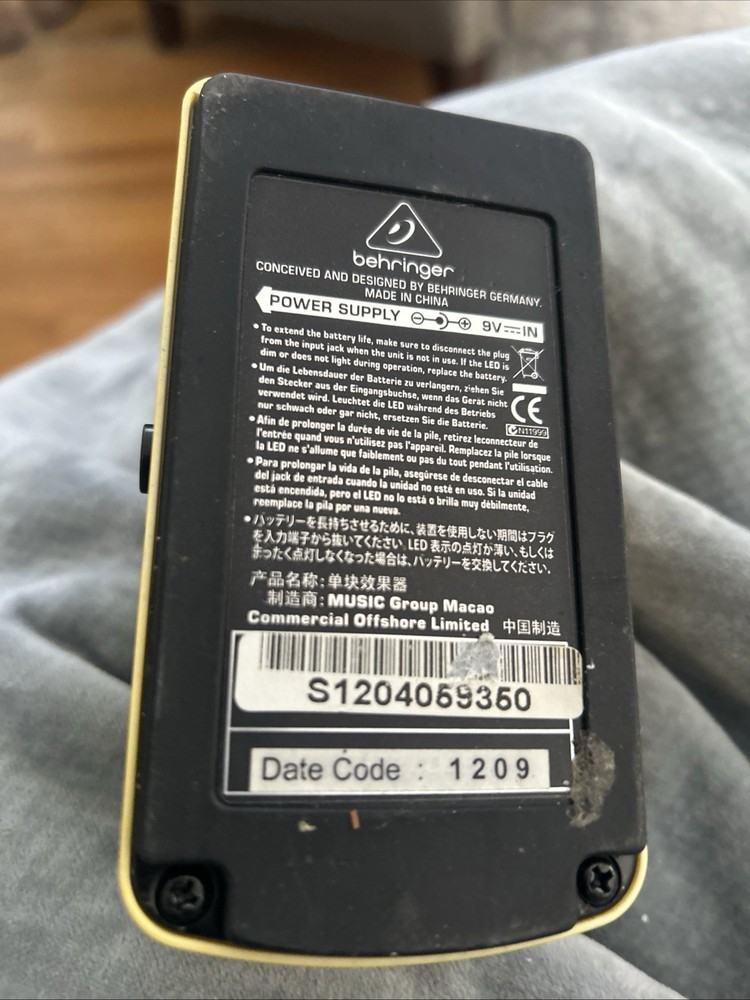 behringer
CONCEIVED AND DESIGNED BY BEHRINGER GERMANY.
MADE IN CHINA
POWER SUPPLY 9V IN
• To extend the battery life, make sure to disconnect the plug
from the input jack when the unit is not in use. If the LED is
dim or does not light during operation, replace the battery.
• Um die Lebensdauer der Batterie zu verlangern, ziehen Sie
den Stecker aus der Eingangsbuchse, wenn das Gerät nicht
verwendet wird. Leuchtet die LED während des Betriebs
nur schwach oder gar nicht, ersetzen Sie die Batterie.
CE
N11999
• Afin de prolonger la durée de vie de la pile, retirez leconnecteur de
l'entrée quand vous n'utilisez pas l'appareil. Remplacez la pile lorsque
la LED ne s'allume que faiblement ou pas du tout pendant l'utilisation.
• Para prolongar la vida de la pila, asegúrese de desconectar el cable
del jack de entrada cuando la unidad no esté en uso. Si la unidad
está encendida, pero el LED no lo está o brilla muy débilmente,
reemplace la pila por una nueva.
• バッテリーを長持ちさせるために、装置を使用しない期間はプラグ
を入力端子から抜いてください. LED 表示の点灯か薄い、もしくは
まったく点灯しなくなった場合は、バッテリーを交換してください。
产品名称: 单块效果器
制造商: MUSIC Group Macao
Commercial Offshore Limited 中国制造
S1204059350
Date Code : 1209